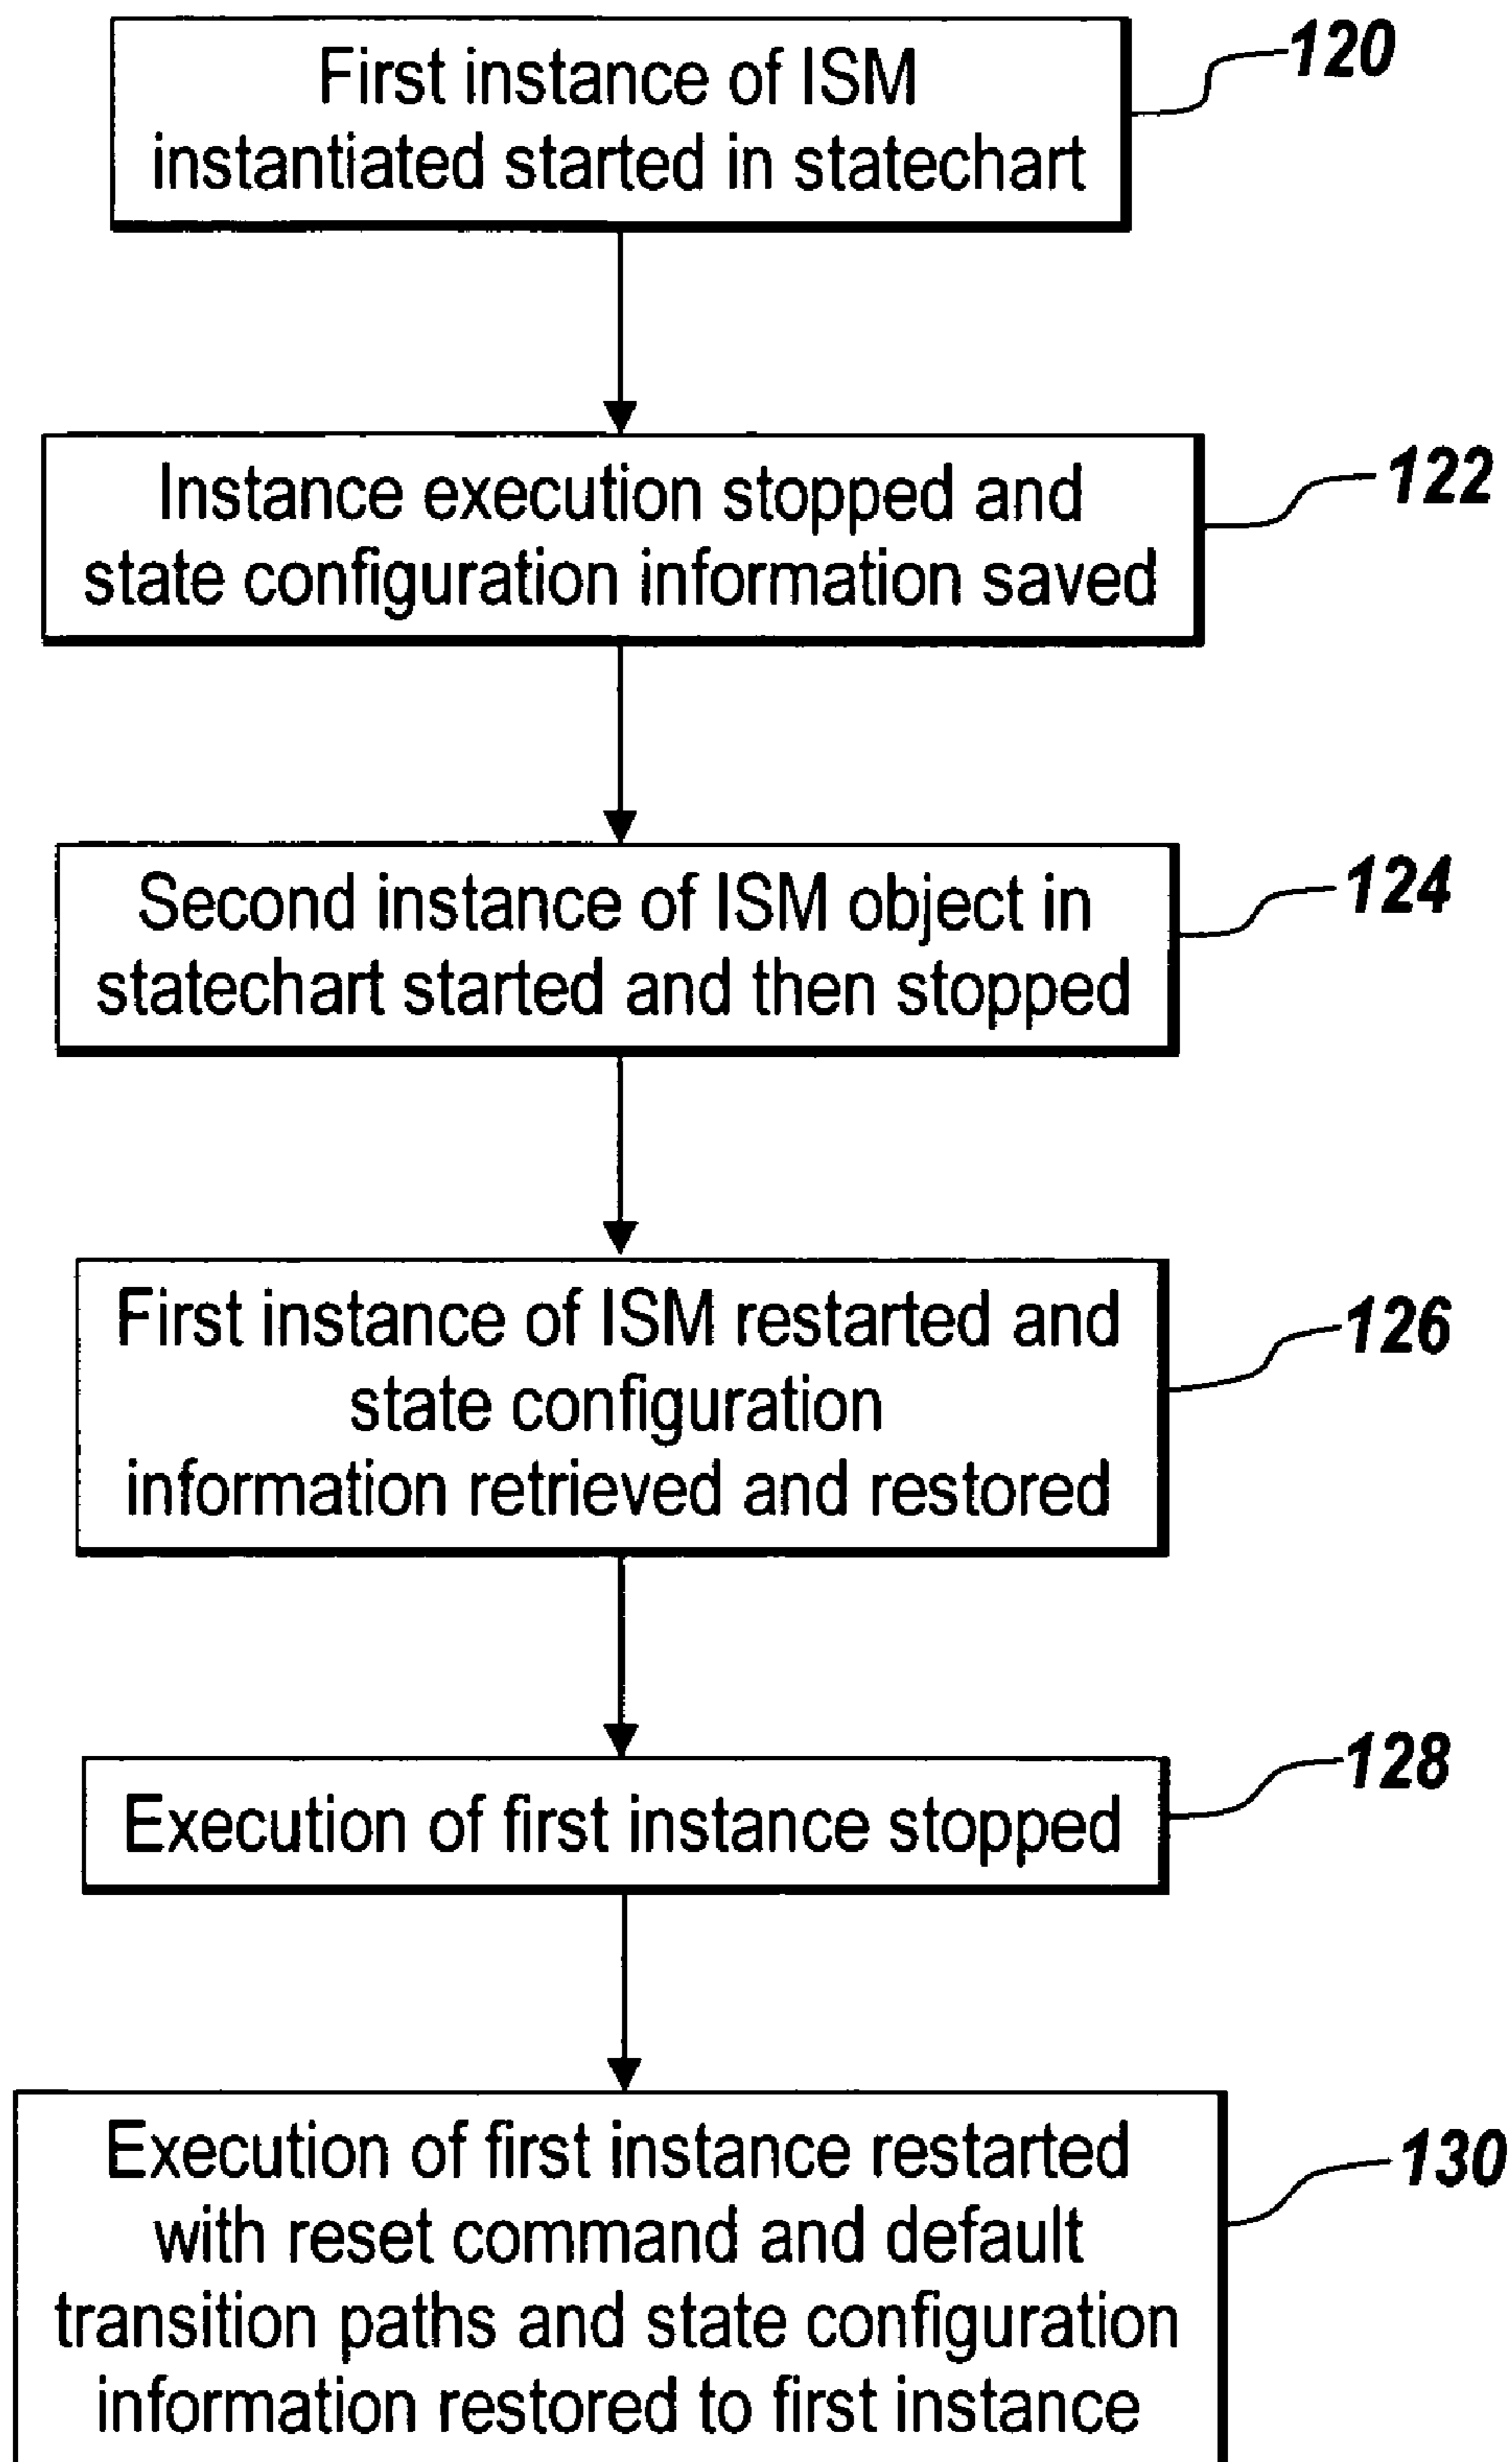 First instance of ISM
instantiated started in statechart
120
Instance execution stopped and
state configuration information saved
122
Second instance of ISM object in
statechart started and then stopped
124
First instance of ISM restarted and
state configuration
information retrieved and restored
126
Execution of first instance stopped
128
Execution of first instance restarted
with reset command and default
transition paths and state configuration
information restored to first instance
130